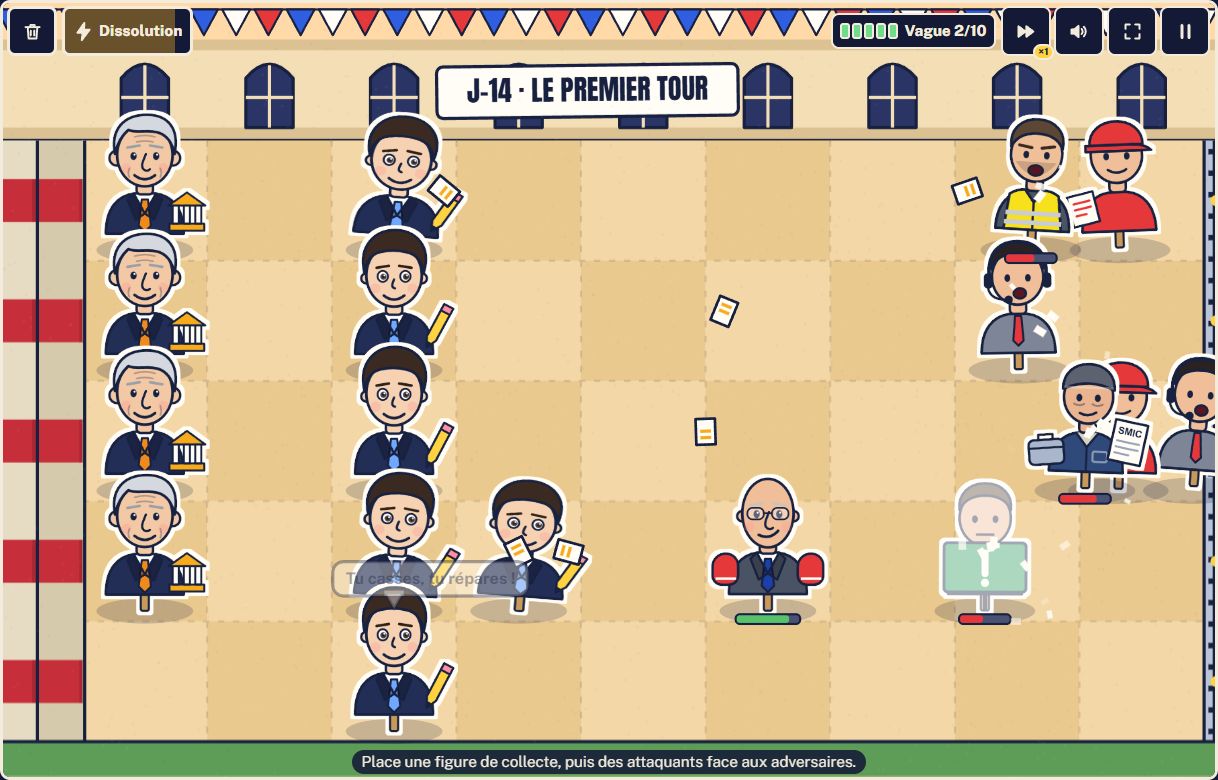 Dissolution
J-14 · LE PREMIER TOUR
Vague 2/10
×1
SMIC
Tu casses, tu répares !
!
Place une figure de collecte, puis des attaquants face aux adversaires.